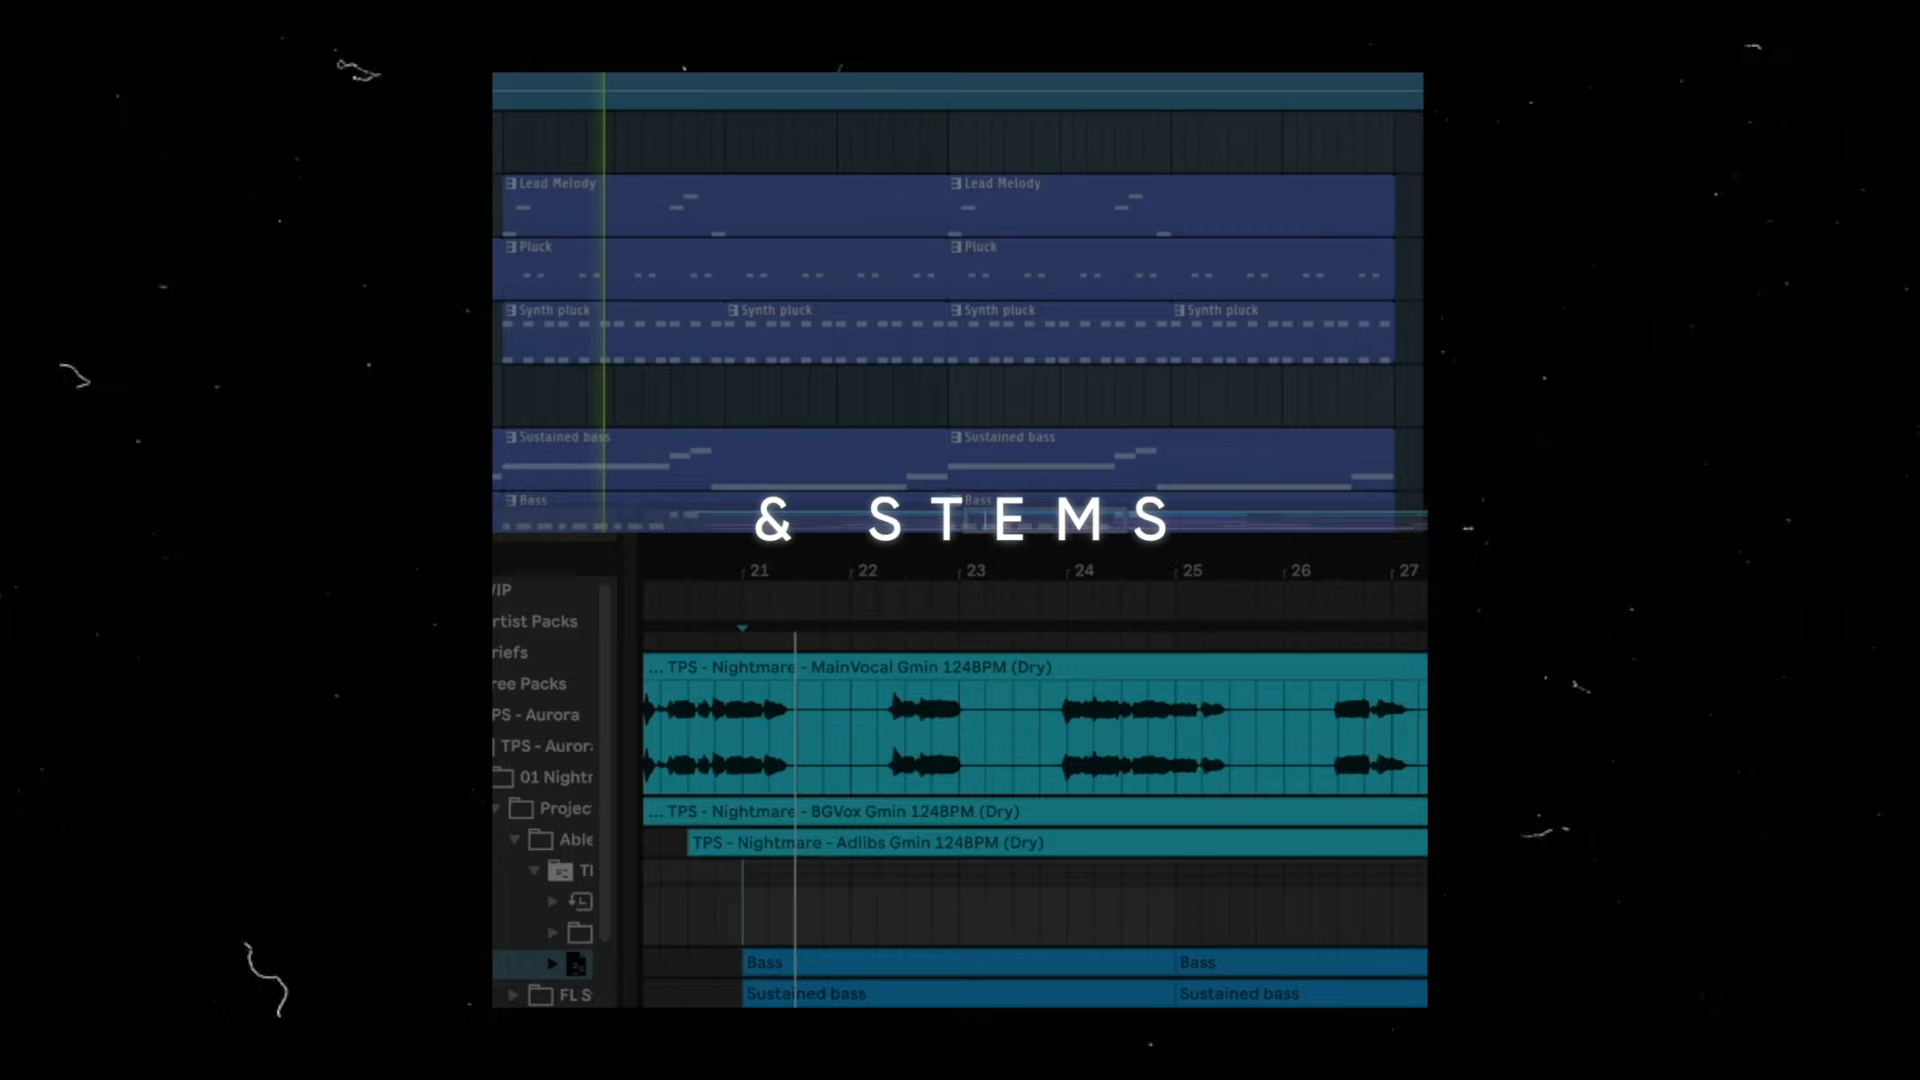 Lead Melody Lead Melody
Pluck Pluck
Synth pluck Synth pluck Synth pluck Synth pluck
Sustained bass Sustained bass
Bass Bass
& STEMS
21 22 23 24 25 26 27
/IP
rtist Packs
riefs
ree Packs
PS - Aurora
TPS - Auror
01 Night
Projec
Able
FL S
... TPS - Nightmare - MainVocal Gmin 124BPM (Dry)
... TPS - Nightmare - BGVox Gmin 124BPM (Dry)
TPS - Nightmare - Adlibs Gmin 124BPM (Dry)
Bass Bass
Sustained bass Sustained bass